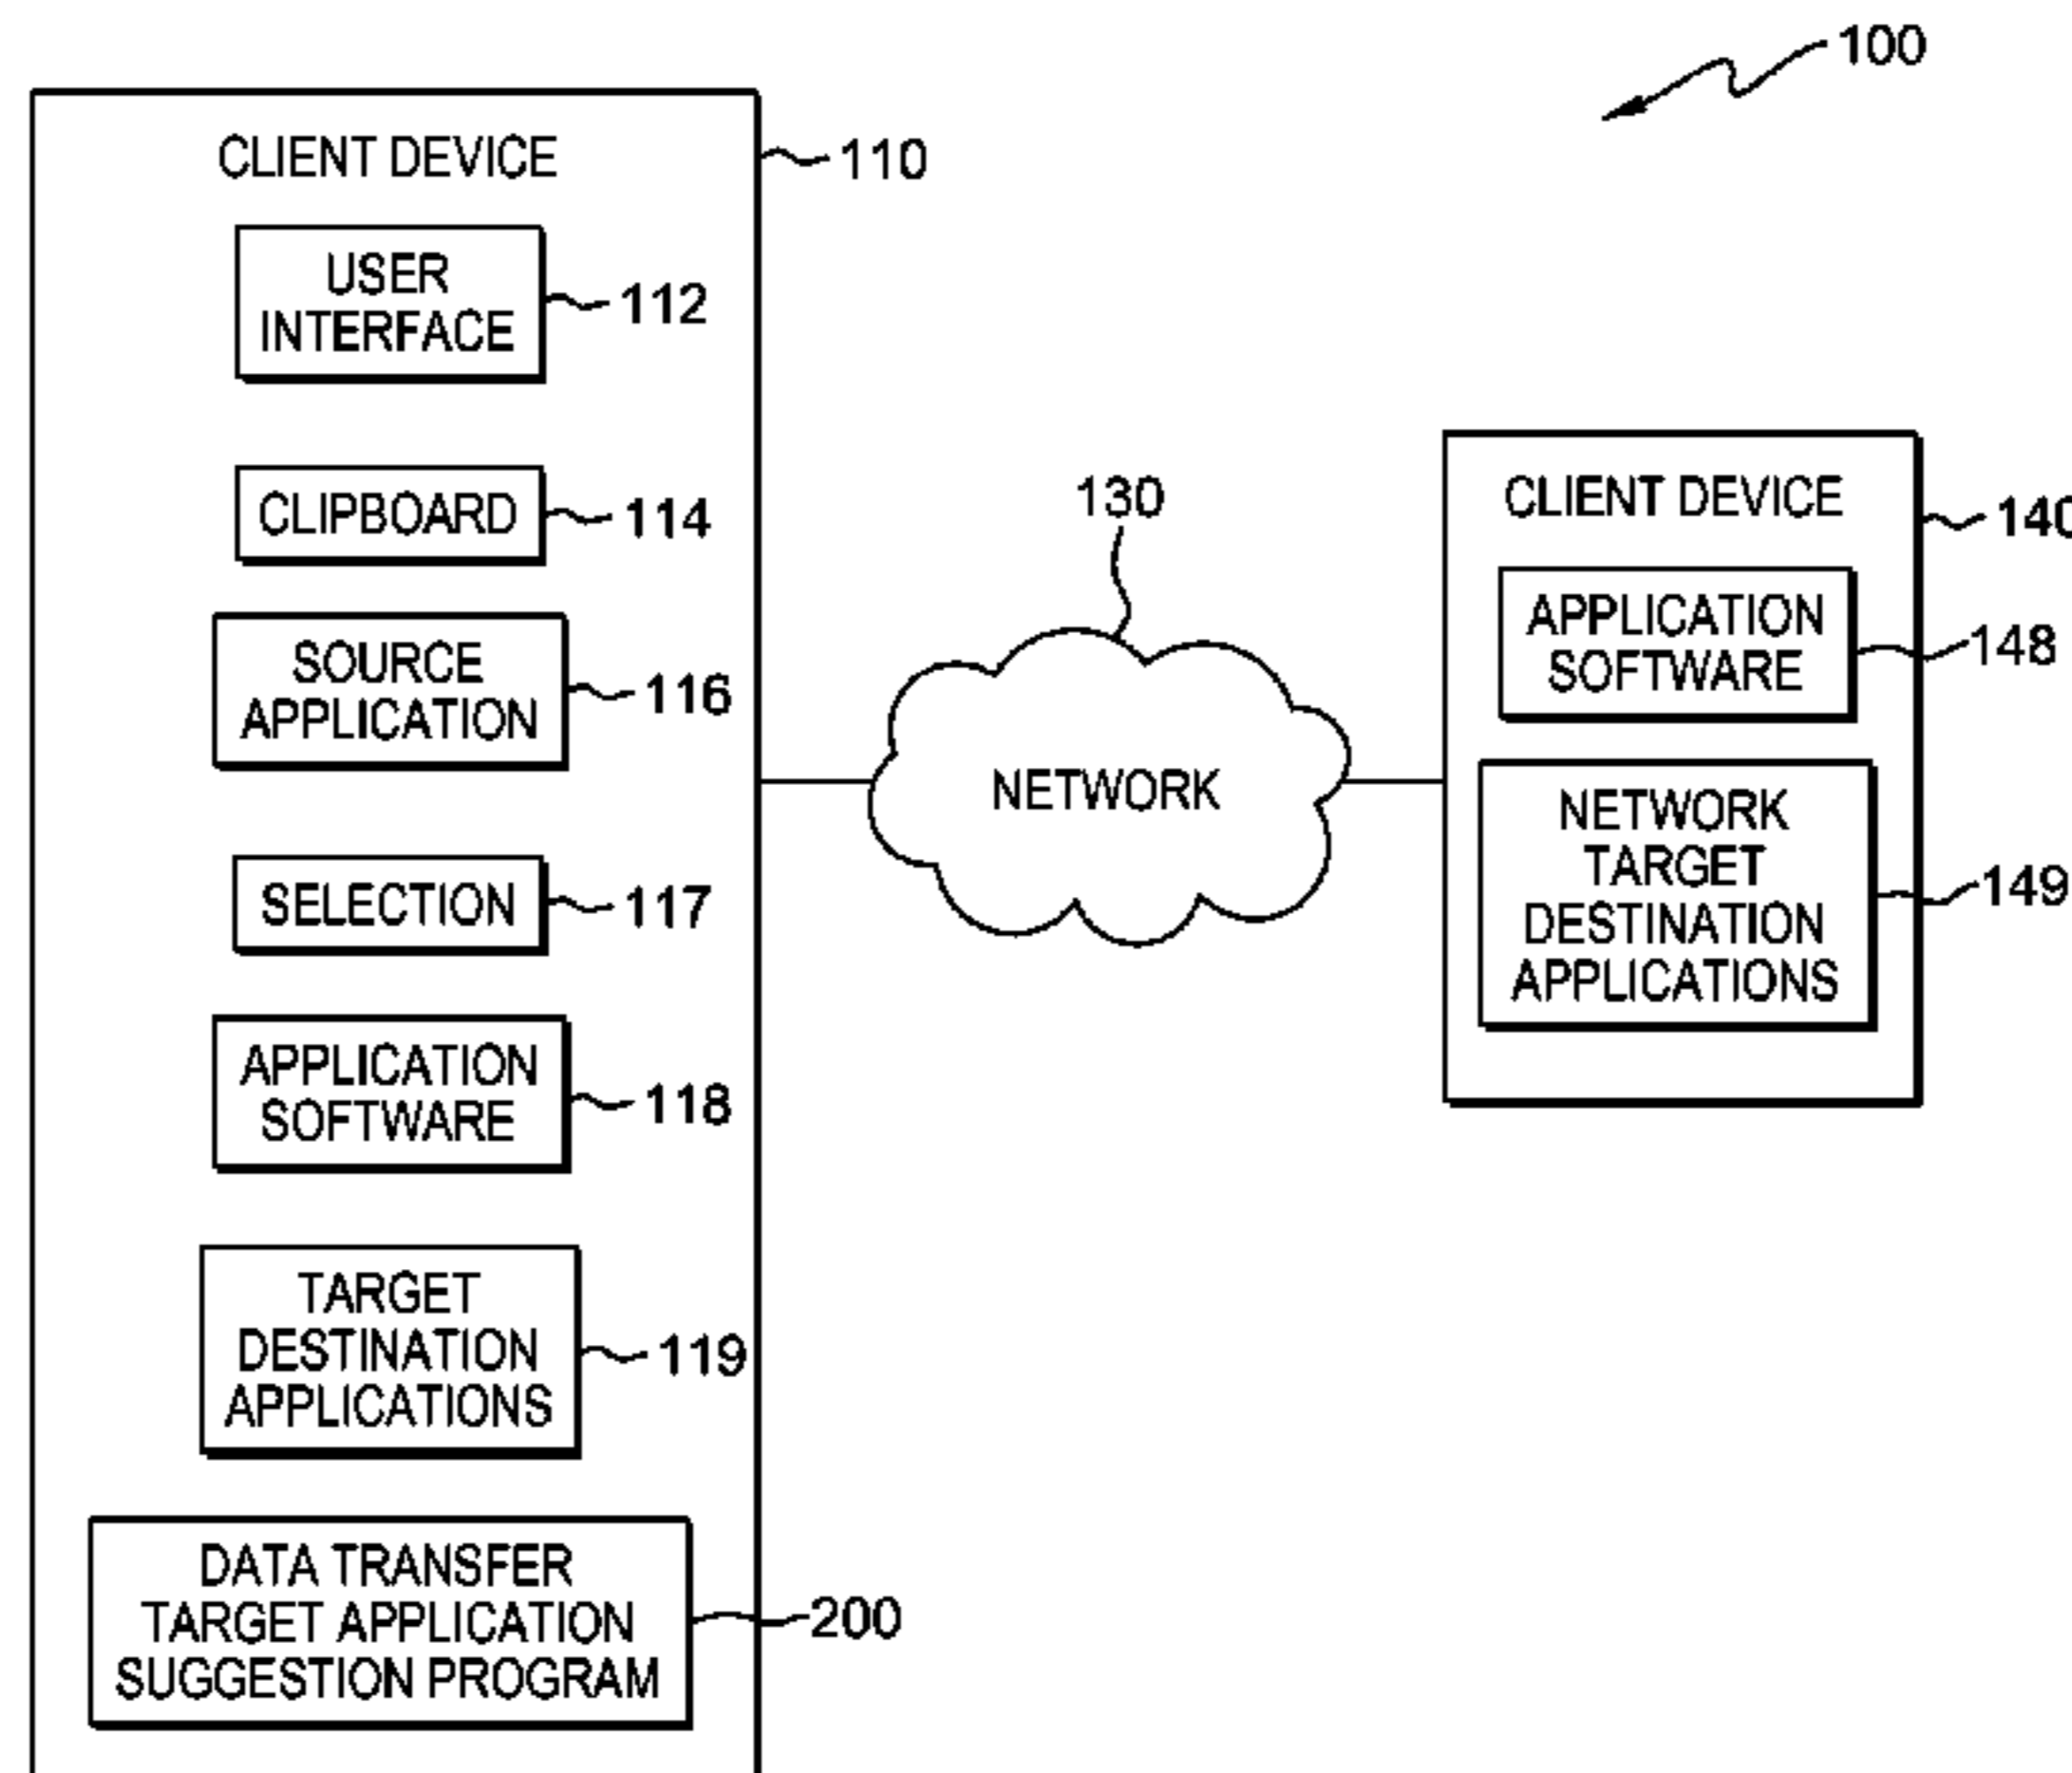 100
CLIENT DEVICE
110
USER
INTERFACE
112
CLIPBOARD
114
SOURCE
APPLICATION
116
SELECTION
117
APPLICATION
SOFTWARE
118
TARGET
DESTINATION
APPLICATIONS
119
DATA TRANSFER
TARGET APPLICATION
SUGGESTION PROGRAM
200
130
NETWORK
CLIENT DEVICE
140
APPLICATION
SOFTWARE
148
NETWORK
TARGET
DESTINATION
APPLICATIONS
149